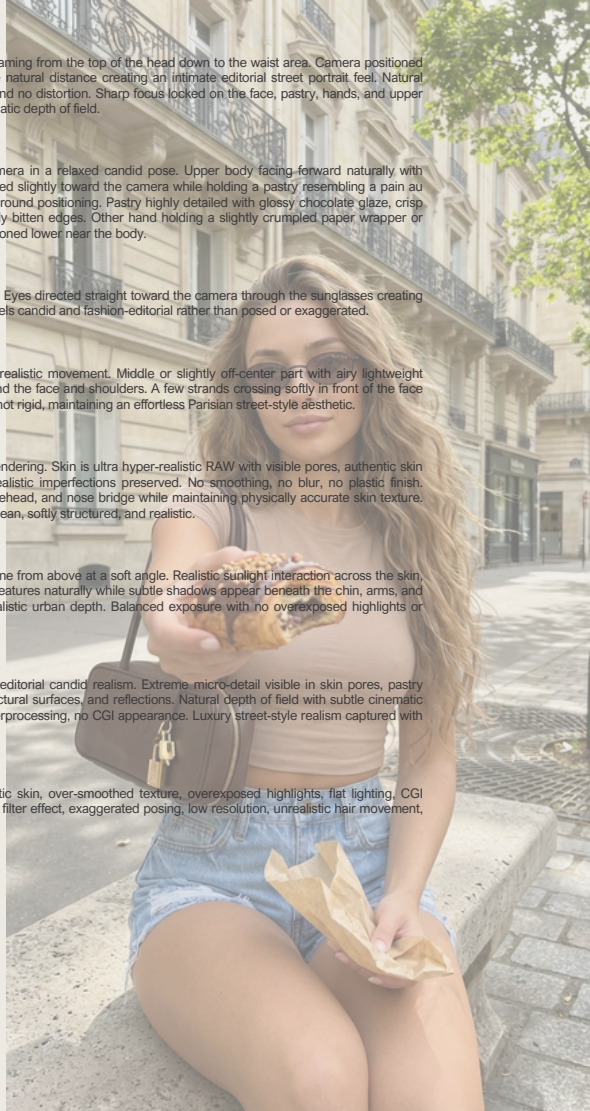 aming from the top of the head down to the waist area. Camera positioned
natural distance creating an intimate editorial street portrait feel. Natural
nd no distortion. Sharp focus locked on the face, pastry, hands, and upper
atic depth of field.
mera in a relaxed candid pose. Upper body facing forward naturally with
ed slightly toward the camera while holding a pastry resembling a pain au
round positioning. Pastry highly detailed with glossy chocolate glaze, crisp
y bitten edges. Other hand holding a slightly crumpled paper wrapper or
oned lower near the body.
Eyes directed straight toward the camera through the sunglasses creating
els candid and fashion-editorial rather than posed or exaggerated.
realistic movement. Middle or slightly off-center part with airy lightweight
nd the face and shoulders. A few strands crossing softly in front of the face
not rigid, maintaining an effortless Parisian street-style aesthetic.
endering. Skin is ultra hyper-realistic RAW with visible pores, authentic skin
ealistic imperfections preserved. No smoothing, no blur, no plastic finish.
ehead, and nose bridge while maintaining physically accurate skin texture.
ean, softly structured, and realistic.
ne from above at a soft angle. Realistic sunlight interaction across the skin,
eatures naturally while subtle shadows appear beneath the chin, arms, and
alistic urban depth. Balanced exposure with no overexposed highlights or
editorial candid realism. Extreme micro-detail visible in skin pores, pastry
ctural surfaces, and reflections. Natural depth of field with subtle cinematic
rprocessing, no CGI appearance. Luxury street-style realism captured with
tic skin, over-smoothed texture, overexposed highlights, flat lighting, CGI
filter effect, exaggerated posing, low resolution, unrealistic hair movement,